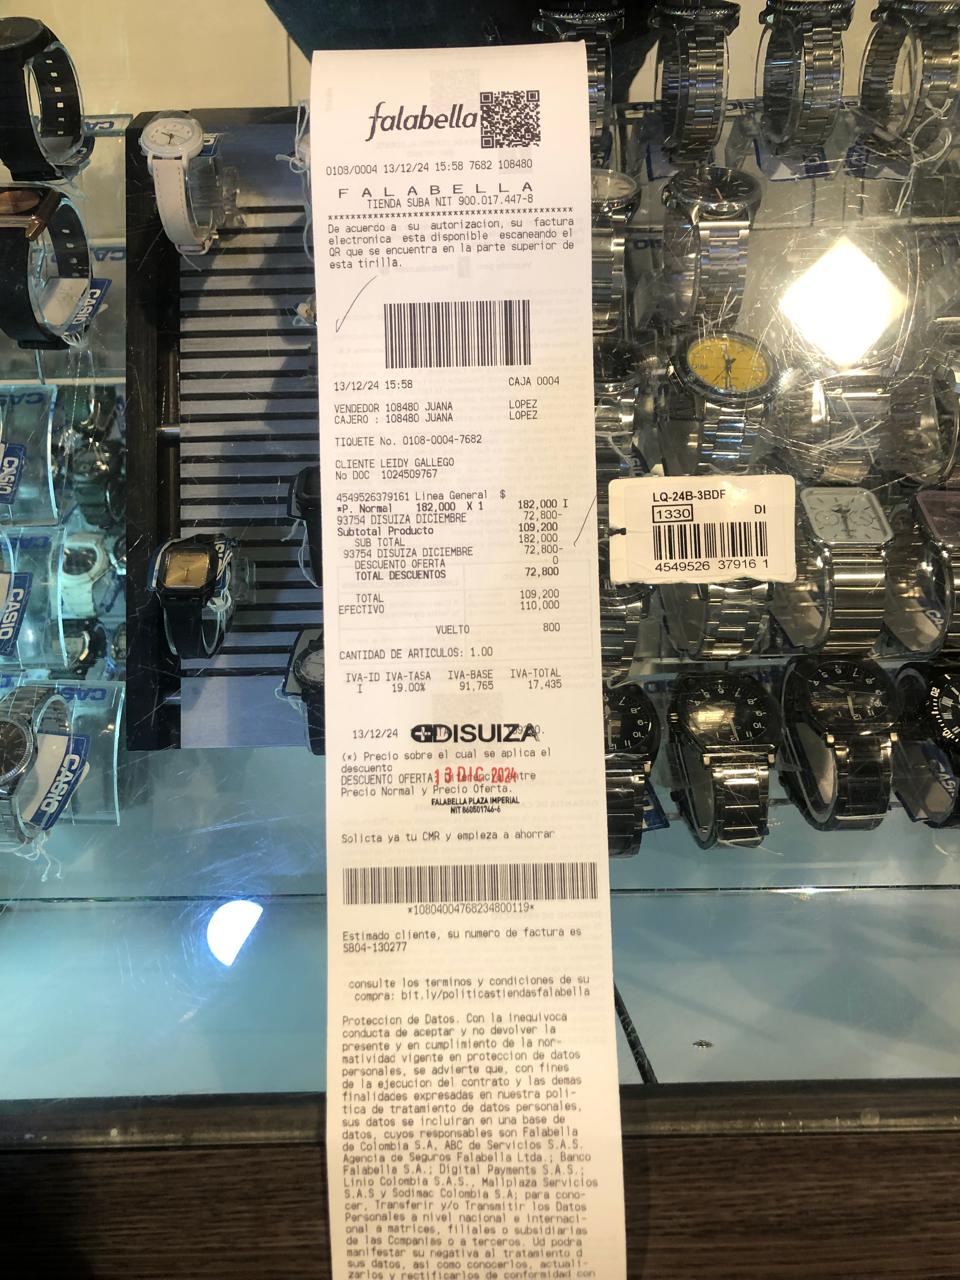 falabella
0108/0004 13/12/24 15:58 7682 108480
F A L A B E L L A
TIENDA SUBA NIT 900.017.447-8
De acuerdo a su autorizacion, su factura
electronica esta disponible escaneando el
QR que se encuentra en la parte superior de
esta tirilla.
13/12/24 15:58 CAJA 0004
VENDEDOR 108480 JUANA LOPEZ
CAJERO : 108480 JUANA LOPEZ
TIQUETE No. 0108-0004-7682
CLIENTE LEIDY GALLEGO
No DOC 1024509767
4549526379161 Linea General $ 182,000 I
*P. Normal 182,000 X 1
93754 DISUIZA DICIEMBRE 72,800-
Subtotal Producto 109,200
SUB TOTAL 182,000
93754 DISUIZA DICIEMBRE 72,800-
DESCUENTO OFERTA 0
TOTAL DESCUENTOS 72,800
TOTAL 109,200
EFECTIVO 110,000
VUELTO 800
CANTIDAD DE ARTICULOS: 1.00
IVA-ID IVA-TASA IVA-BASE IVA-TOTAL
I 19.00% 91,765 17,435
13/12/24
DISUIZA
(*) Precio sobre el cual se aplica el
descuento
DESCUENTO OFERTA
13 DIC 2024
Precio Normal y Precio Oferta.
FALABELLA PLAZA IMPERIAL
NIT 860501746-6
Solicta ya tu CMR y empieza a ahorrar
*10804004768234800119*
Estimado cliente, su numero de factura es
SB04-130277
consulte los terminos y condiciones de su
compra: bit.ly/politicastiendasfalabella
Proteccion de Datos. Con la inequivoca
conducta de aceptar y no devolver la
presente y en cumplimiento de la nor-
matividad vigente en proteccion de datos
personales, se advierte que, con fines
de la ejecucion del contrato y las demas
finalidades expresadas en nuestra poli-
tica de tratamiento de datos personales,
sus datos se incluiran en una base de
datos, cuyos responsables son Falabella
de Colombia S.A, ABC de Servicios S.A.S.
Agencia de Seguros Falabella Ltda.; Banco
Falabella S.A.; Digital Payments S.A.S.;
Linio Colombia S.A.S., Mallplaza Servicios
S.A.S y Sodimac Colombia S.A; para cono-
cer, Transferir y/o Transmitir los Datos
Personales a nivel nacional e internaci-
onal a matrices, filiales o subsidiarias
de las Companias o a terceros. Ud podra
manifestar su negativa al tratamiento d
sus datos, asi como conocerlos, actuali-
zarlos y rectificarlos de conformidad con
LQ-24B-3BDF
1330 DI
4549526 37916 1
CASIO
CASIO
CASIO
CASIO
CASIO